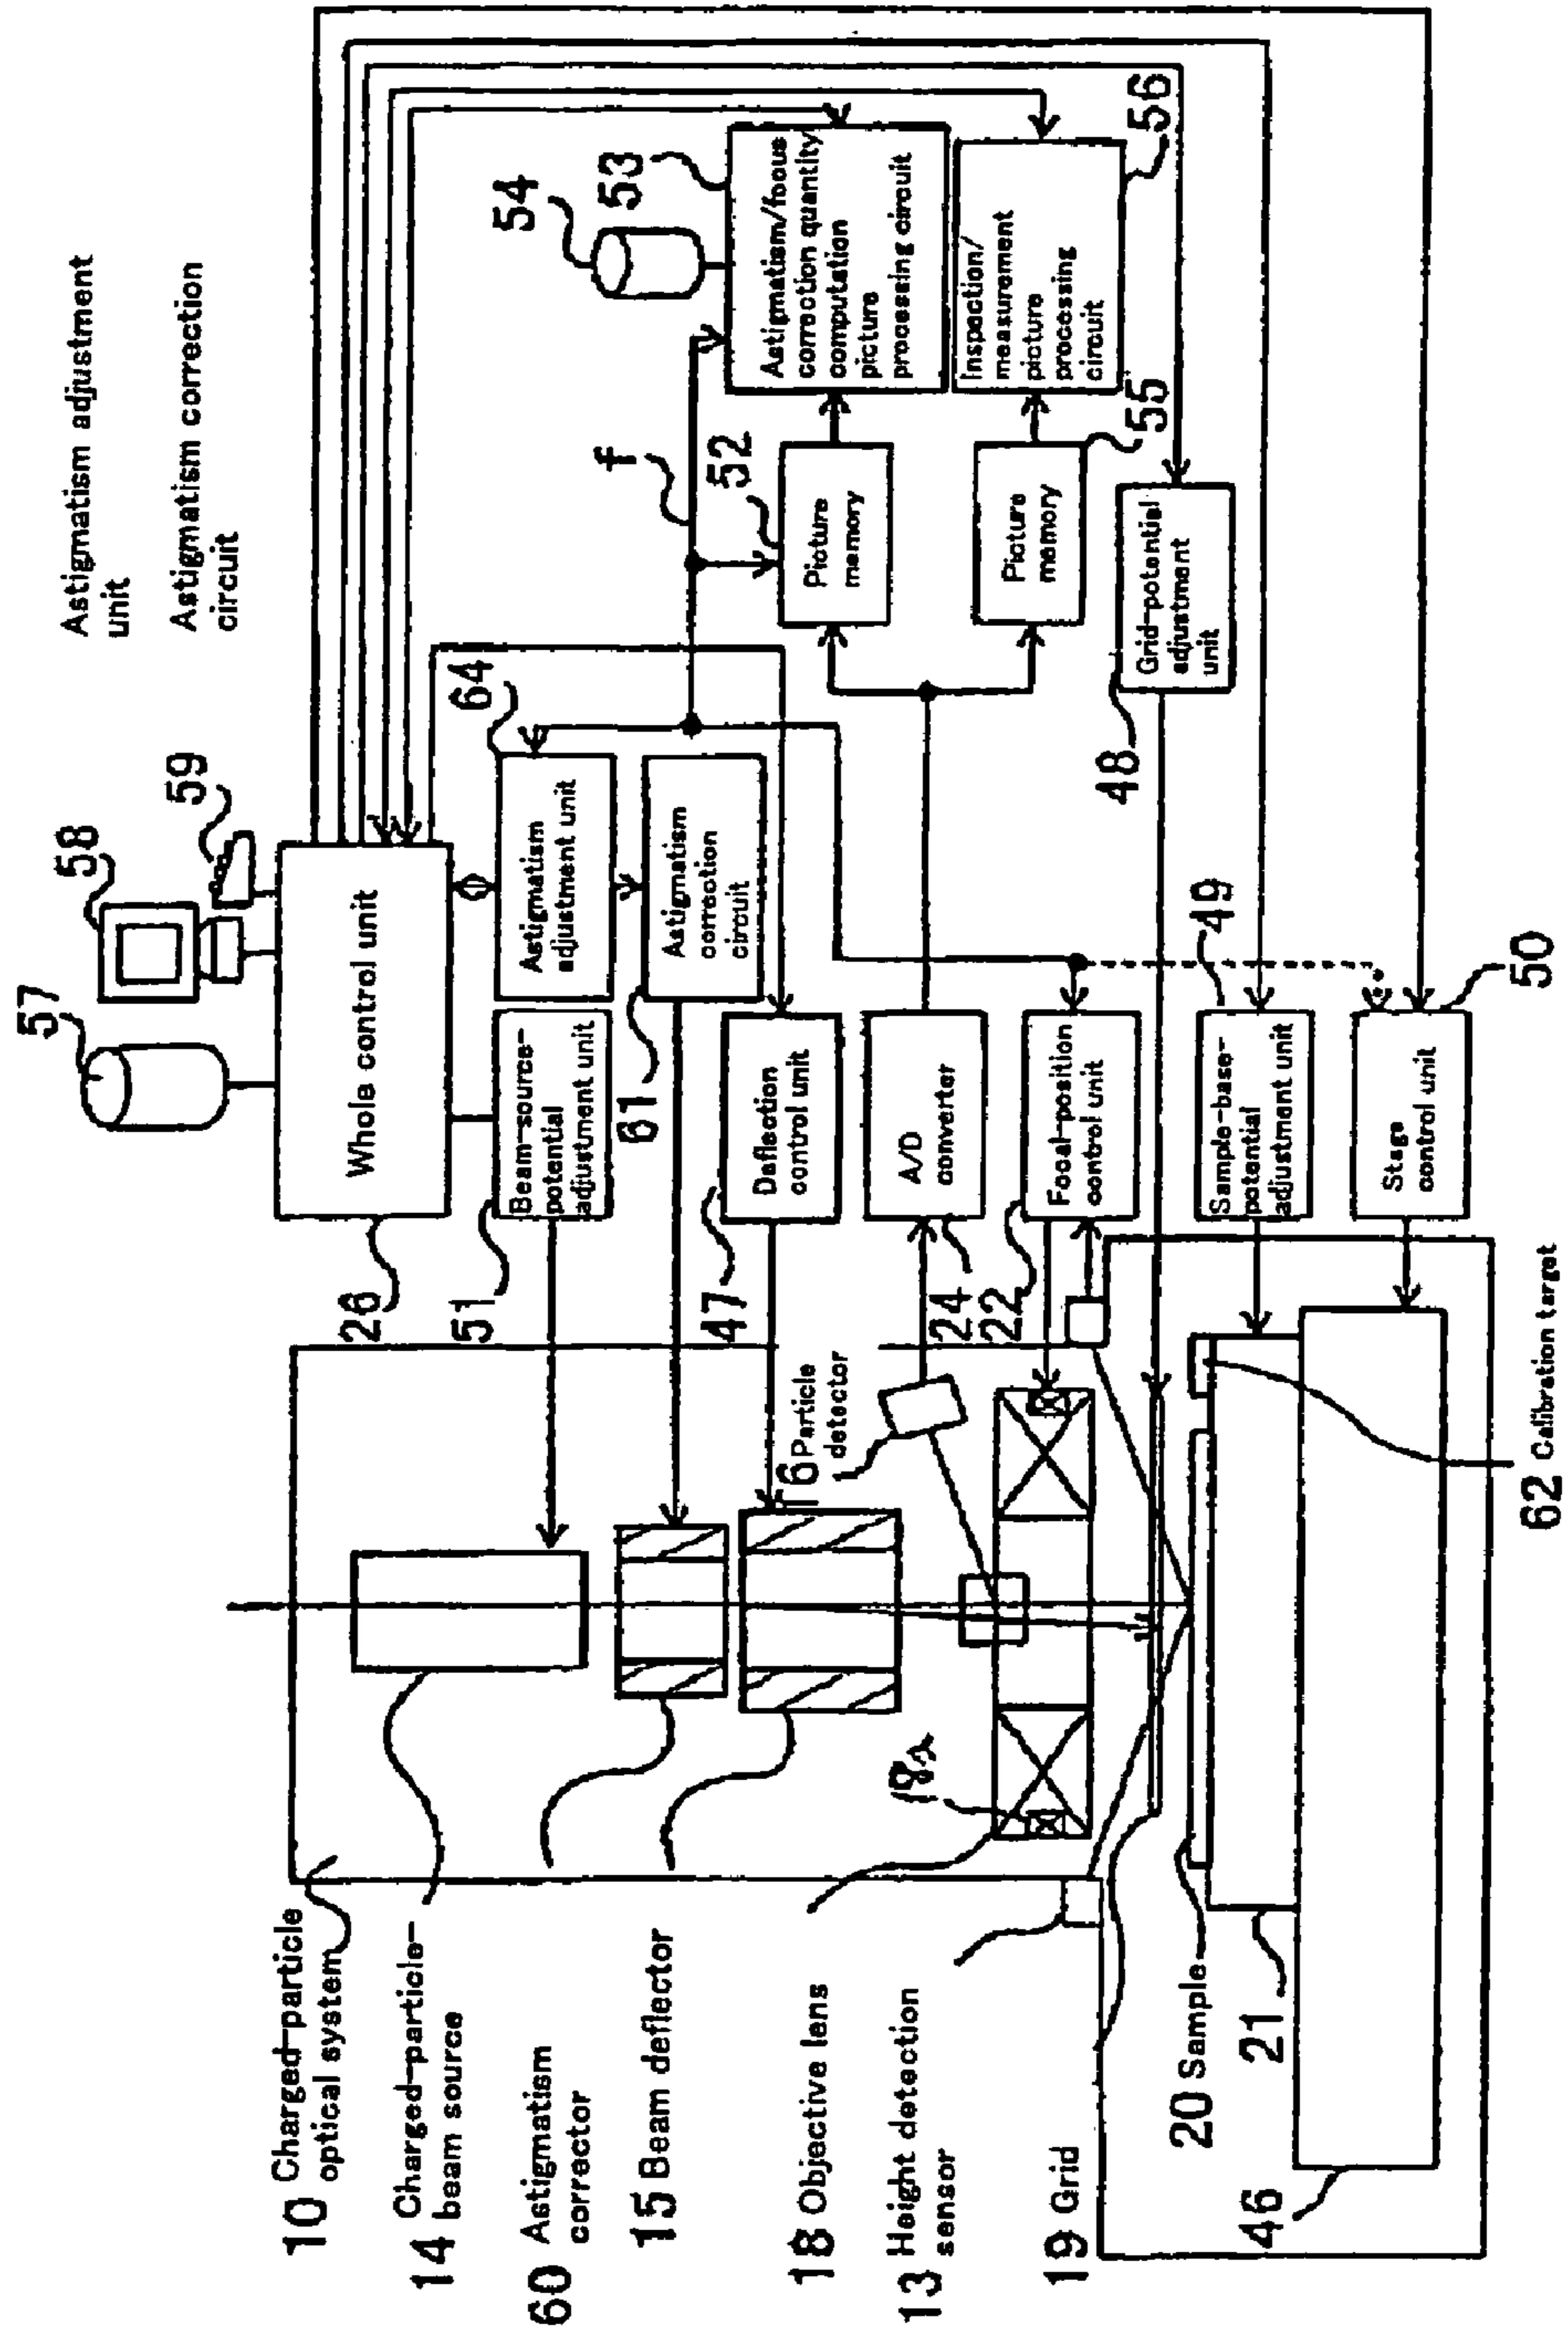 57
58
59
Astigmatism adjustment
unit
Astigmatism correction
circuit
Whole control unit
26
64
Astigmatism
adjustment unit
51
Beam-source-
potential
adjustment unit
61
Astigmatism
correction
circuit
f
54
53
Astigmatism/focus
correction quantity
computation
picture
processing circuit
52
Picture
memory
Inspection/
measurement
picture
processing
circuit
56
55
Picture
memory
47
Deflection
control unit
A/D
converter
24
22
Focal-position
control unit
48
Grid-potential
adjustment
unit
49
Sample-base-
potential
adjustment unit
50
Stage
control unit
10 Charged-particle
optical system
14 Charged-particle-
beam source
60 Astigmatism
corrector
15 Beam deflector
16 Particle
detector
18 Objective lens
18a
13 Height detection
sensor
19 Grid
20 Sample
21
46
62 Calibration target